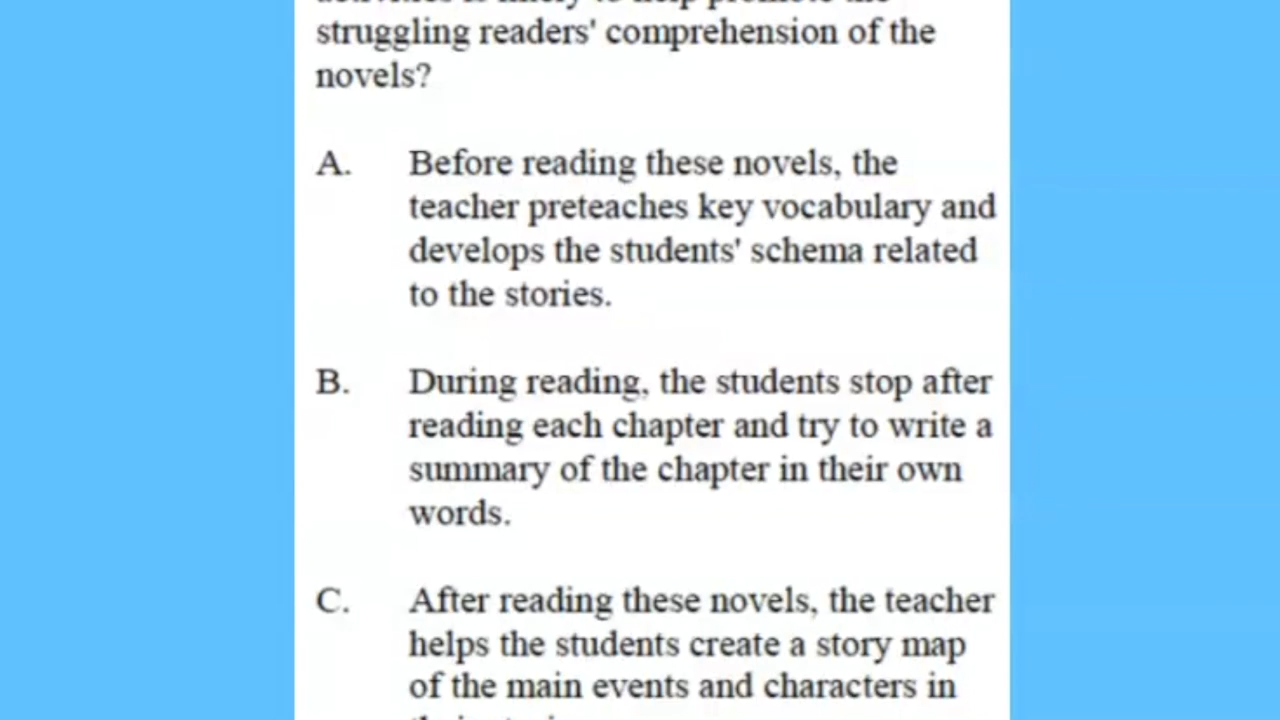 struggling readers' comprehension of the
novels?
A. Before reading these novels, the
teacher preteaches key vocabulary and
develops the students' schema related
to the stories.
B. During reading, the students stop after
reading each chapter and try to write a
summary of the chapter in their own
words.
C. After reading these novels, the teacher
helps the students create a story map
of the main events and characters in